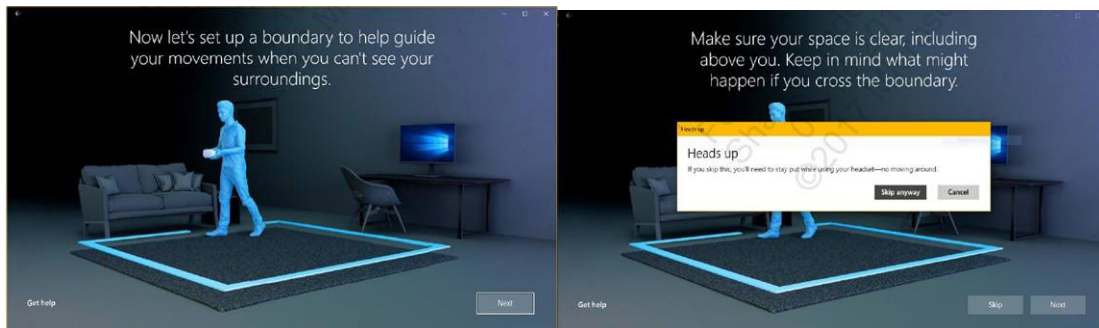 Now let's set up a boundary to help guide
your movements when you can't see your
surroundings.
Get help
Next
Make sure your space is clear, including
above you. Keep in mind what might
happen if you cross the boundary.
Heads up
Heads up
If you skip this, you'll need to stay put while using your headset—no moving around.
Skip anyway
Cancel
Get help
Skip
Next